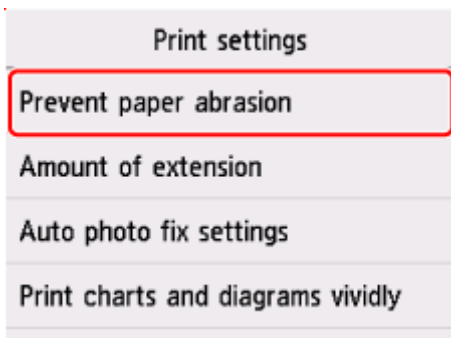 Print settings
Prevent paper abrasion
Amount of extension
Auto photo fix settings
Print charts and diagrams vividly